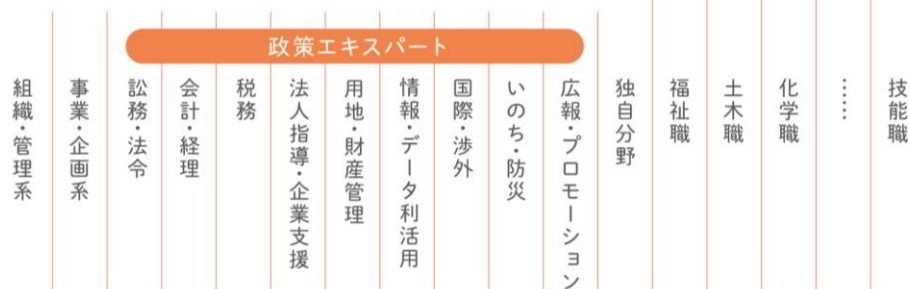 政策エキスパート
組織・管理系
事業・企画系
訟務・法令
会計・経理
税務
法人指導・企業支援
用地・財産管理
情報・データ利活用
国際・渉外
いのち・防災
広報・プロモーション
独自分野
福祉職
土木職
化学職
……
技能職